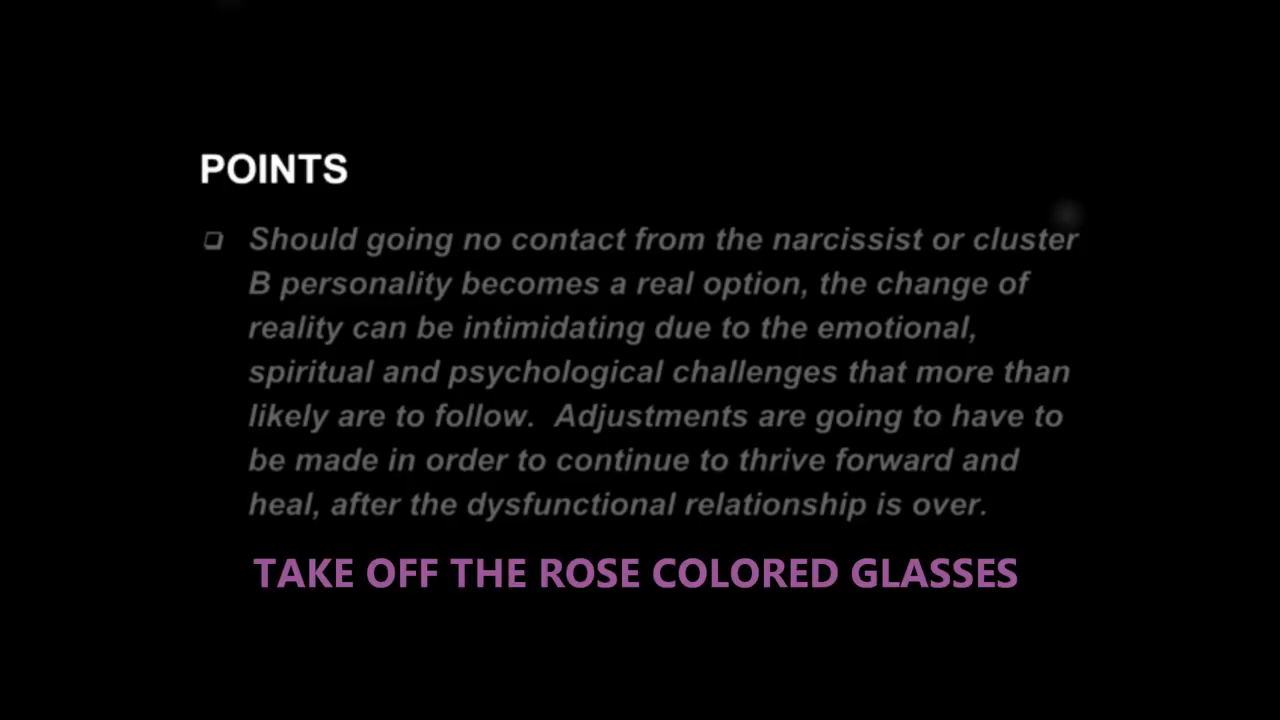 POINTS
❑ Should going no contact from the narcissist or cluster
B personality becomes a real option, the change of
reality can be intimidating due to the emotional,
spiritual and psychological challenges that more than
likely are to follow.  Adjustments are going to have to
be made in order to continue to thrive forward and
heal, after the dysfunctional relationship is over.
TAKE OFF THE ROSE COLORED GLASSES